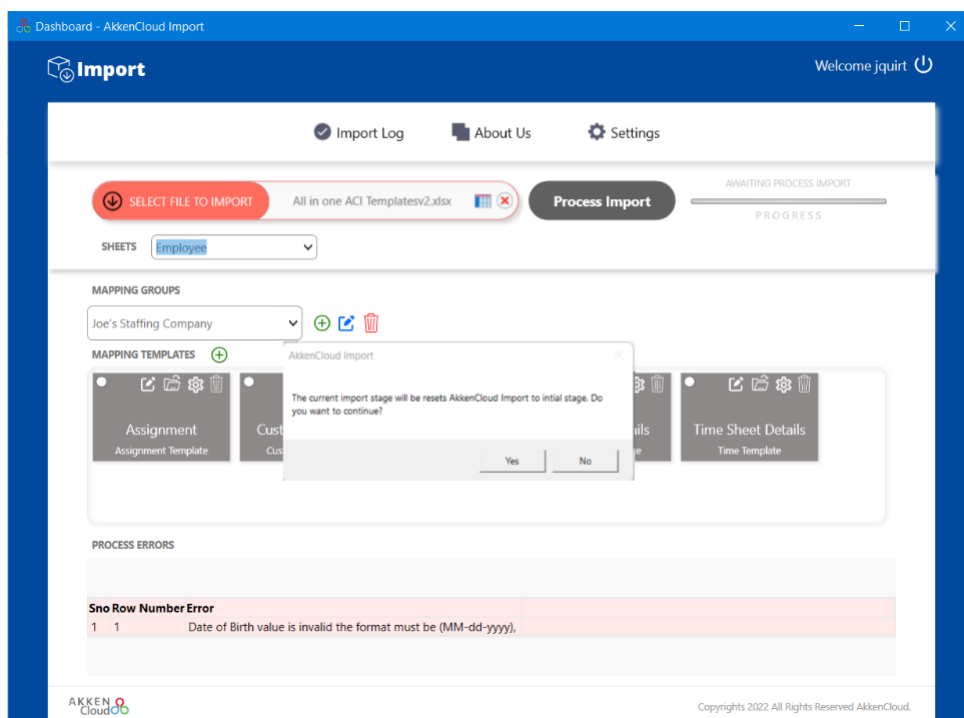 Dashboard - AkkenCloud Import
Import
Welcome jquirt
Import Log
About Us
Settings
SELECT FILE TO IMPORT
All in one ACI Templatesv2.xlsx
Process Import
AWAITING PROCESS IMPORT
PROGRESS
SHEETS
Employee
MAPPING GROUPS
Joe's Staffing Company
MAPPING TEMPLATES
AkkenCloud Import
The current import stage will be resets AkkenCloud Import to intial stage. Do
you want to continue?
Yes
No
Assignment
Assignment Template
Time Sheet Details
Time Template
PROCESS ERRORS
Sno Row Number Error
1 1 Date of Birth value is invalid the format must be (MM-dd-yyyy),
AKKEN
Cloud
Copyrights 2022 All Rights Reserved AkkenCloud.